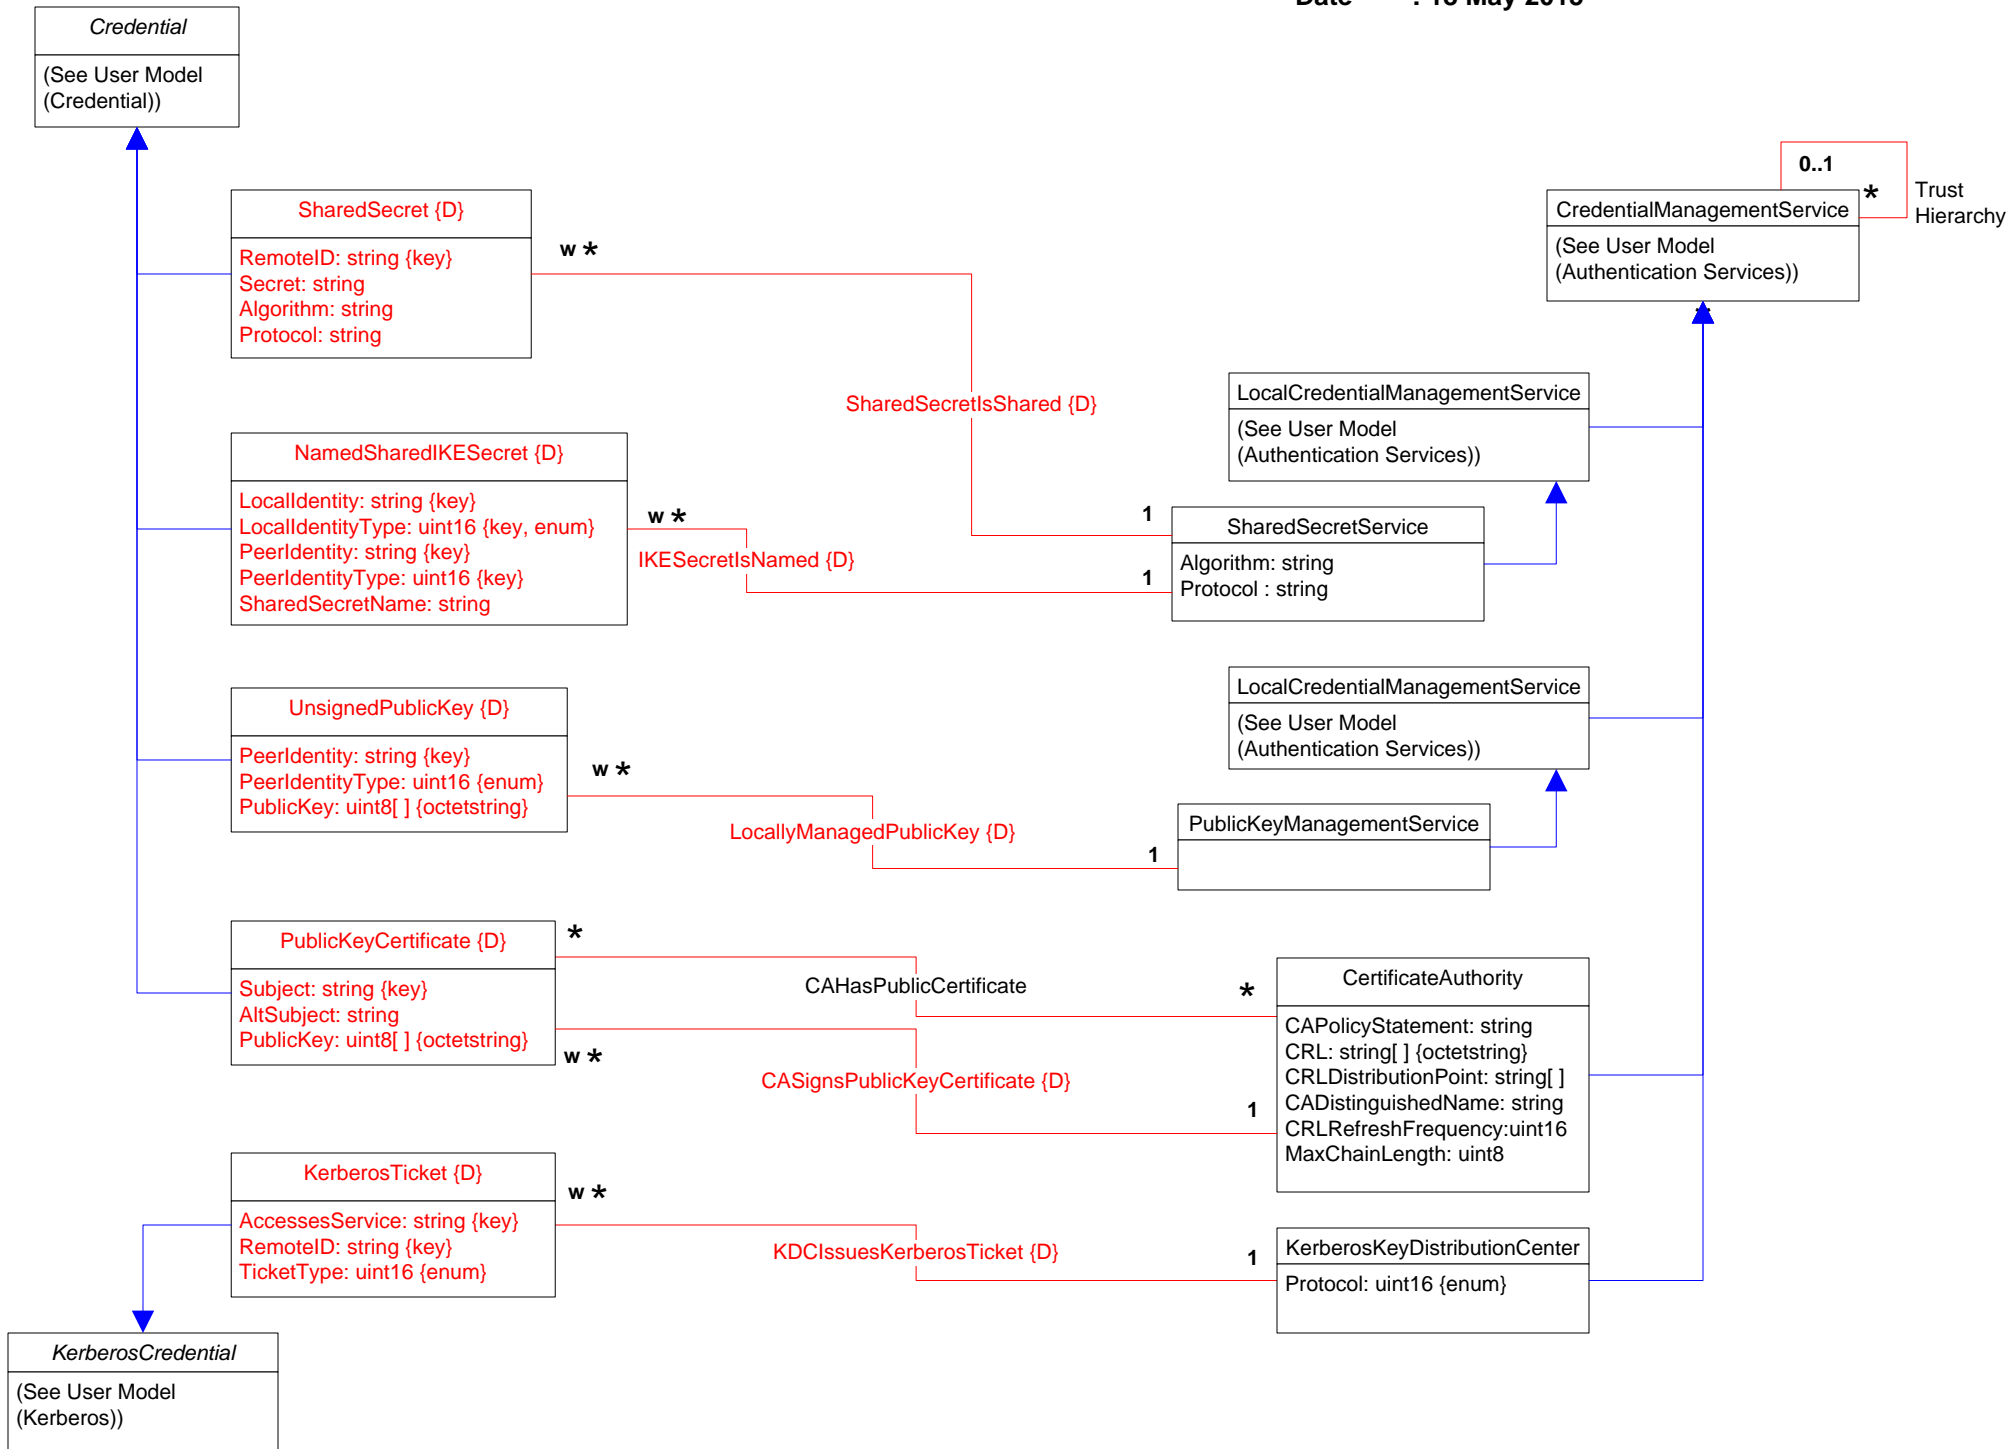 Date : 18 May 2015
Credential
(See User Model
(Credential))
0..1
*
Trust
Hierarchy
CredentialManagementService
(See User Model
(Authentication Services))
SharedSecret {D}
RemoteID: string {key}
Secret: string
Algorithm: string
Protocol: string
w *
SharedSecretIsShared {D}
LocalCredentialManagementService
(See User Model
(Authentication Services))
NamedSharedIKESecret {D}
LocalIdentity: string {key}
LocalIdentityType: uint16 {key, enum}
PeerIdentity: string {key}
PeerIdentityType: uint16 {key}
SharedSecretName: string
w *
IKESecretIsNamed {D}
1
1
SharedSecretService
Algorithm: string
Protocol : string
LocalCredentialManagementService
(See User Model
(Authentication Services))
UnsignedPublicKey {D}
PeerIdentity: string {key}
PeerIdentityType: uint16 {enum}
PublicKey: uint8[ ] {octetstring}
w *
LocallyManagedPublicKey {D}
1
PublicKeyManagementService
PublicKeyCertificate {D}
Subject: string {key}
AltSubject: string
PublicKey: uint8[ ] {octetstring}
*
CAHasPublicCertificate
*
w *
CASignsPublicKeyCertificate {D}
1
CertificateAuthority
CAPolicyStatement: string
CRL: string[ ] {octetstring}
CRLDistributionPoint: string[ ]
CADistinguishedName: string
CRLRefreshFrequency:uint16
MaxChainLength: uint8
KerberosTicket {D}
AccessesService: string {key}
RemoteID: string {key}
TicketType: uint16 {enum}
w *
KDCIssuesKerberosTicket {D}
1
KerberosKeyDistributionCenter
Protocol: uint16 {enum}
KerberosCredential
(See User Model
(Kerberos))